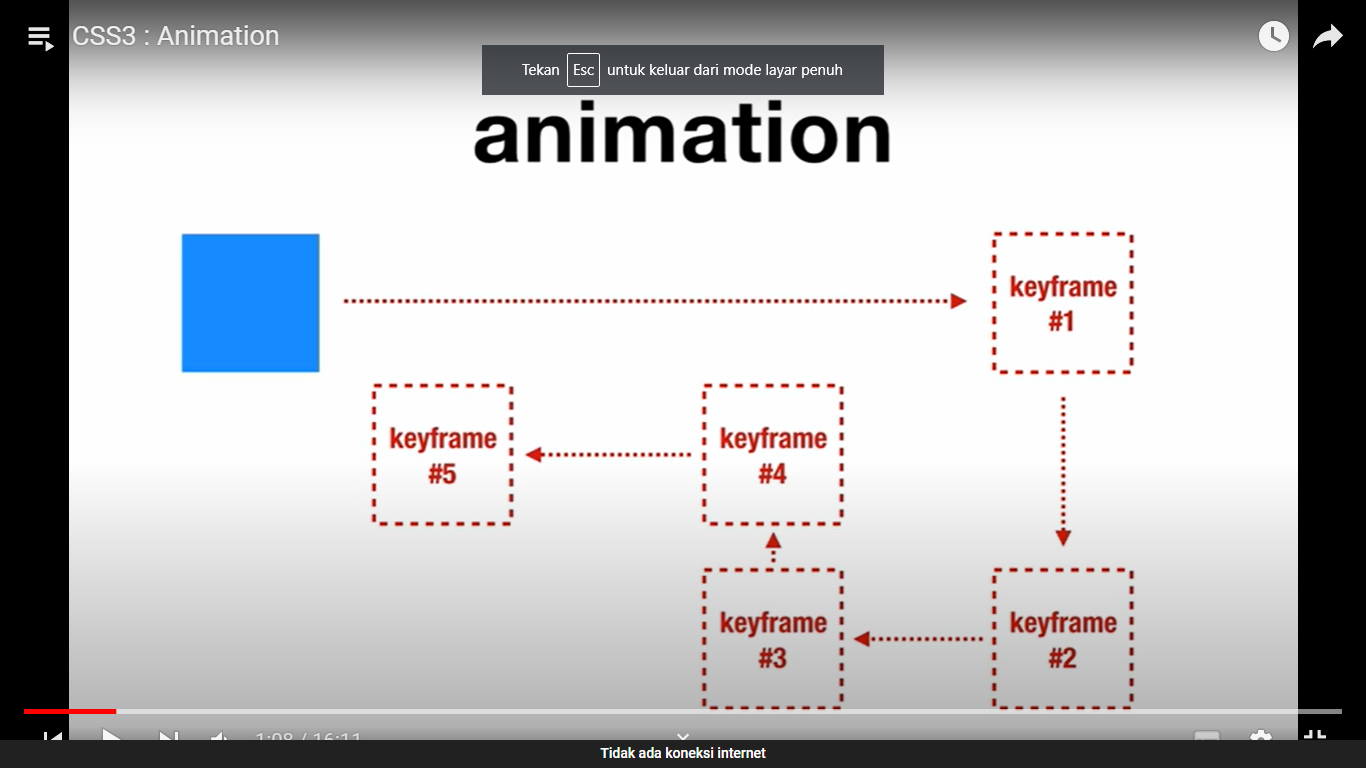 CSS3 : Animation
Tekan Esc untuk keluar dari mode layar penuh
animation
keyframe
#1
keyframe
#5
keyframe
#4
keyframe
#3
keyframe
#2
1:08 / 16:11
Tidak ada koneksi internet